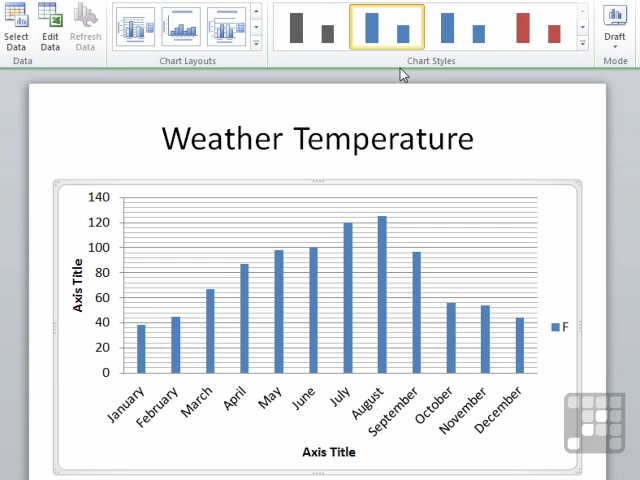 Select Data
Edit Data
Refresh Data
Draft
Data
Chart Layouts
Chart Styles
Mode
Weather Temperature
140
120
100
80
60
40
20
0
Axis Title
F
January
February
March
April
May
June
July
August
September
October
November
December
Axis Title